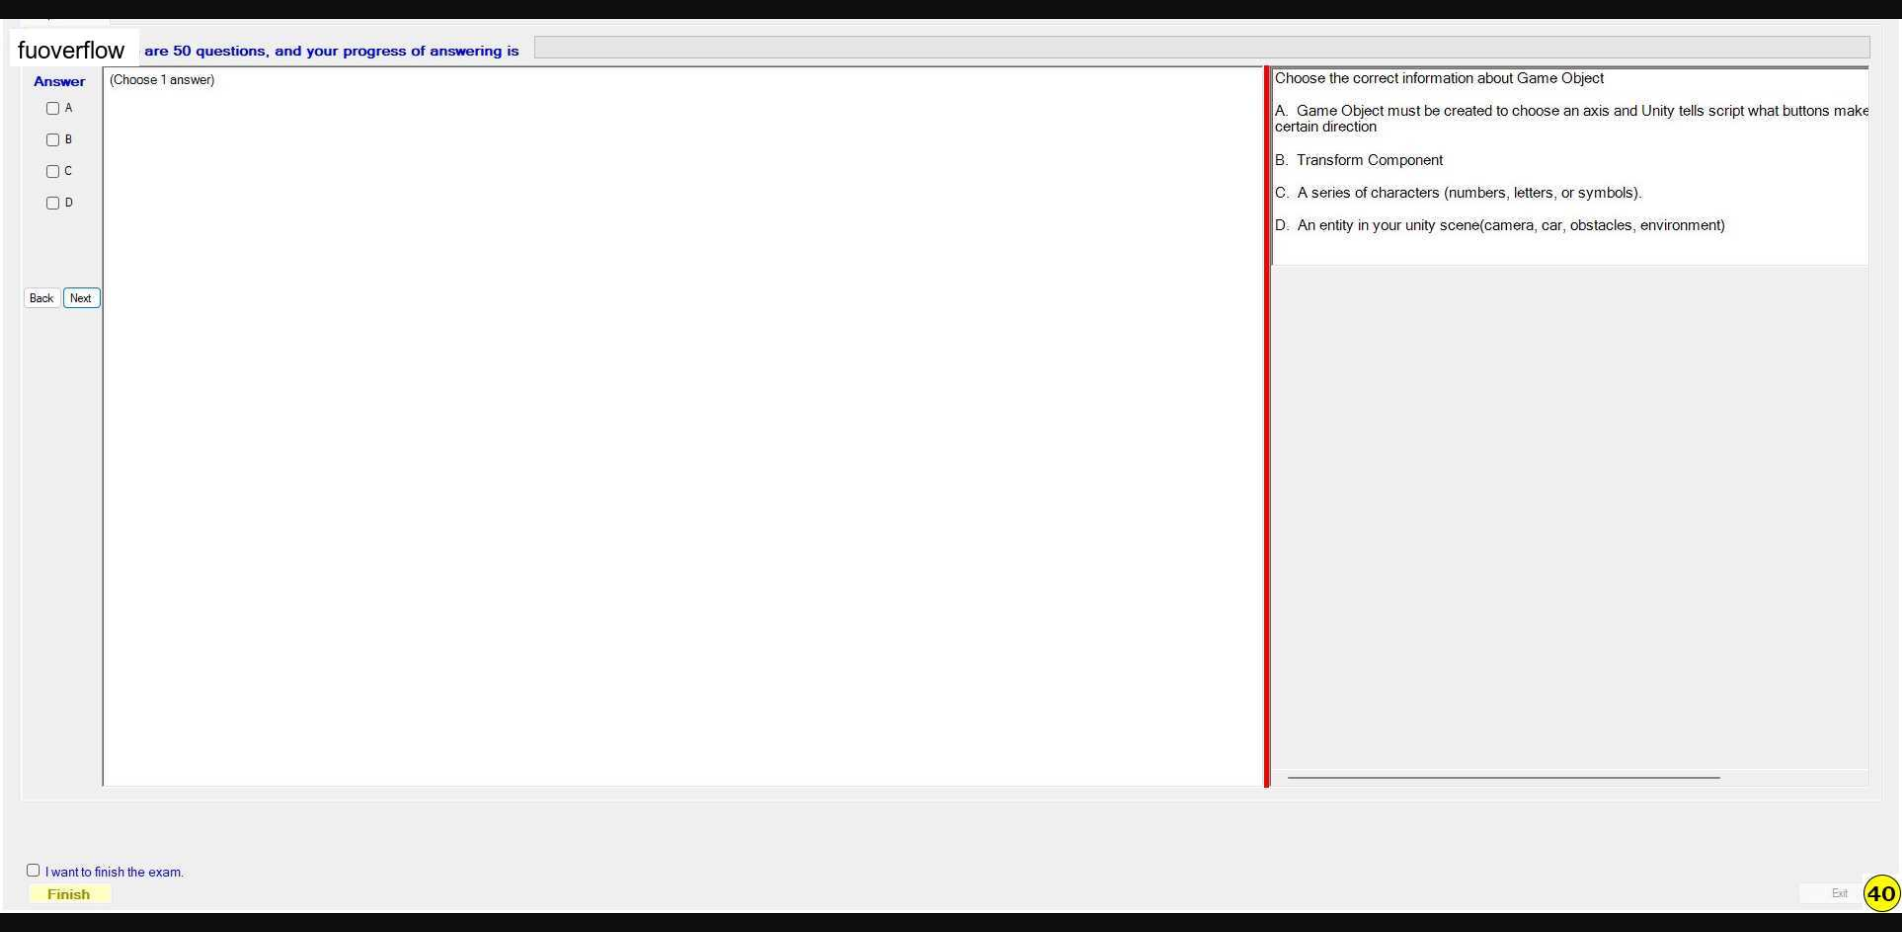 fuoverflow are 50 questions, and your progress of answering is
Answer
(Choose 1 answer)
A
B
C
D
Back Next
Choose the correct information about Game Object
A. Game Object must be created to choose an axis and Unity tells script what buttons make
certain direction
B. Transform Component
C. A series of characters (numbers, letters, or symbols).
D. An entity in your unity scene(camera, car, obstacles, environment)
I want to finish the exam.
Finish
Exit
40